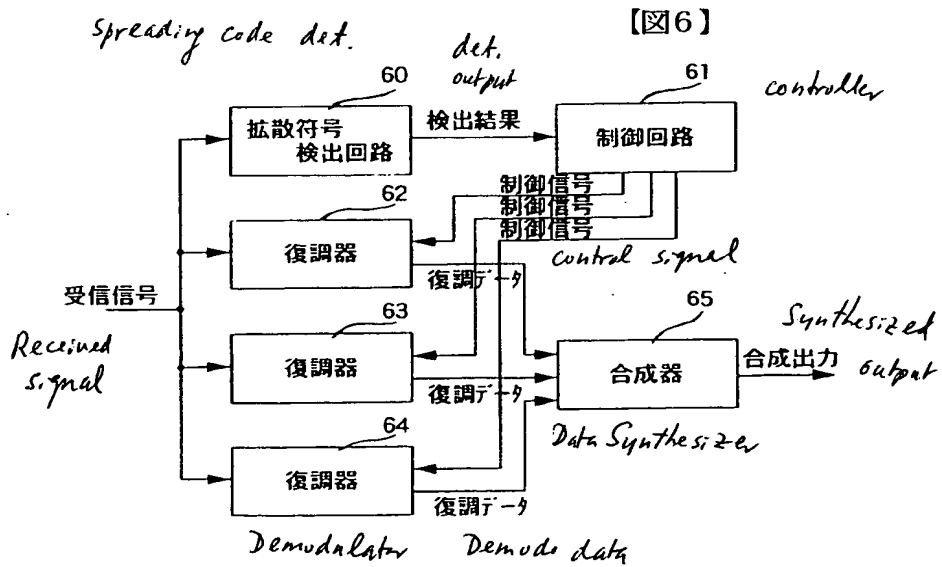 【図6】
Spreading code det.
det.
output
60
61
controller
拡散符号
検出回路
検出結果
制御回路
制御信号
制御信号
制御信号
62
復調器
control signal
復調データ
受信信号
63
65
Synthesized
output
Received
signal
復調器
合成器
合成出力
復調データ
64
Data Synthesizer
復調器
復調データ
Demodulator
Demode data